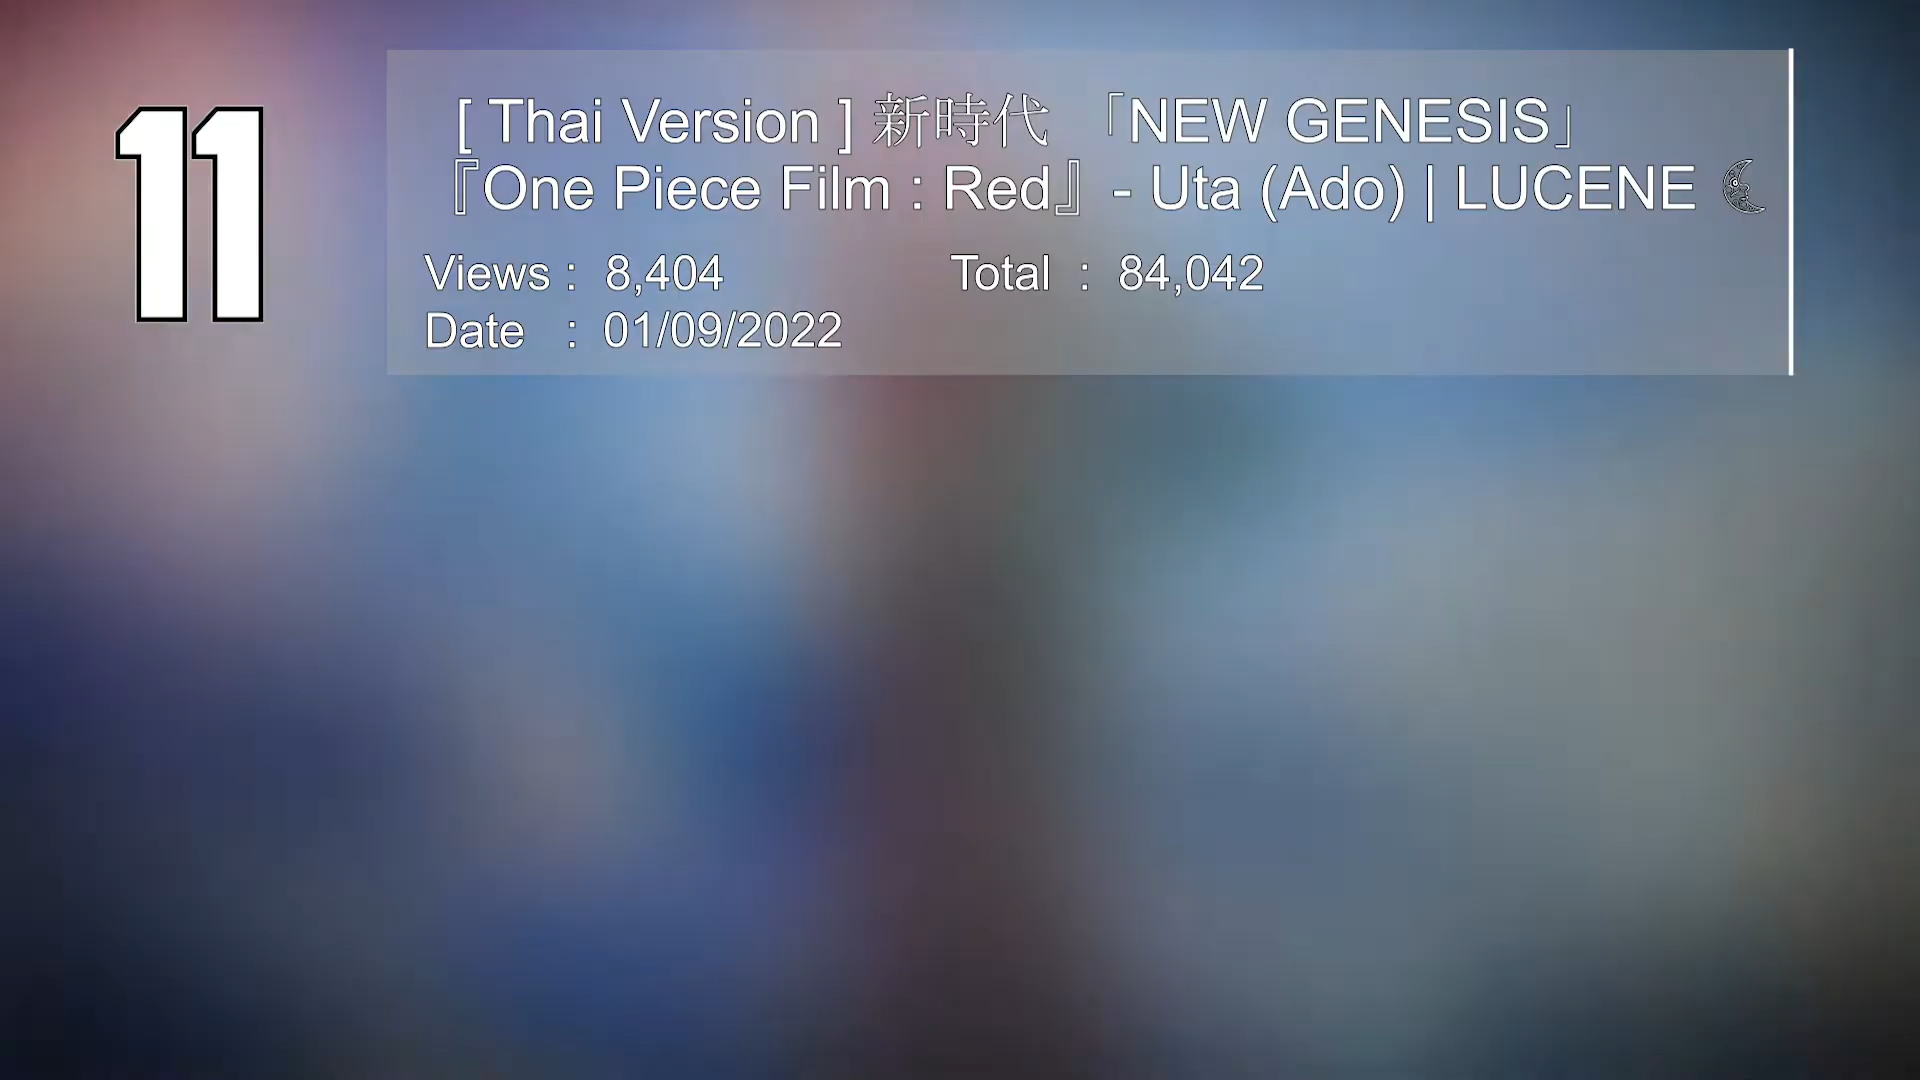 11
[ Thai Version ] 新時代 「NEW GENESIS」
『One Piece Film : Red』 - Uta (Ado) | LUCENE ☾
Views : 8,404 Total : 84,042
Date : 01/09/2022